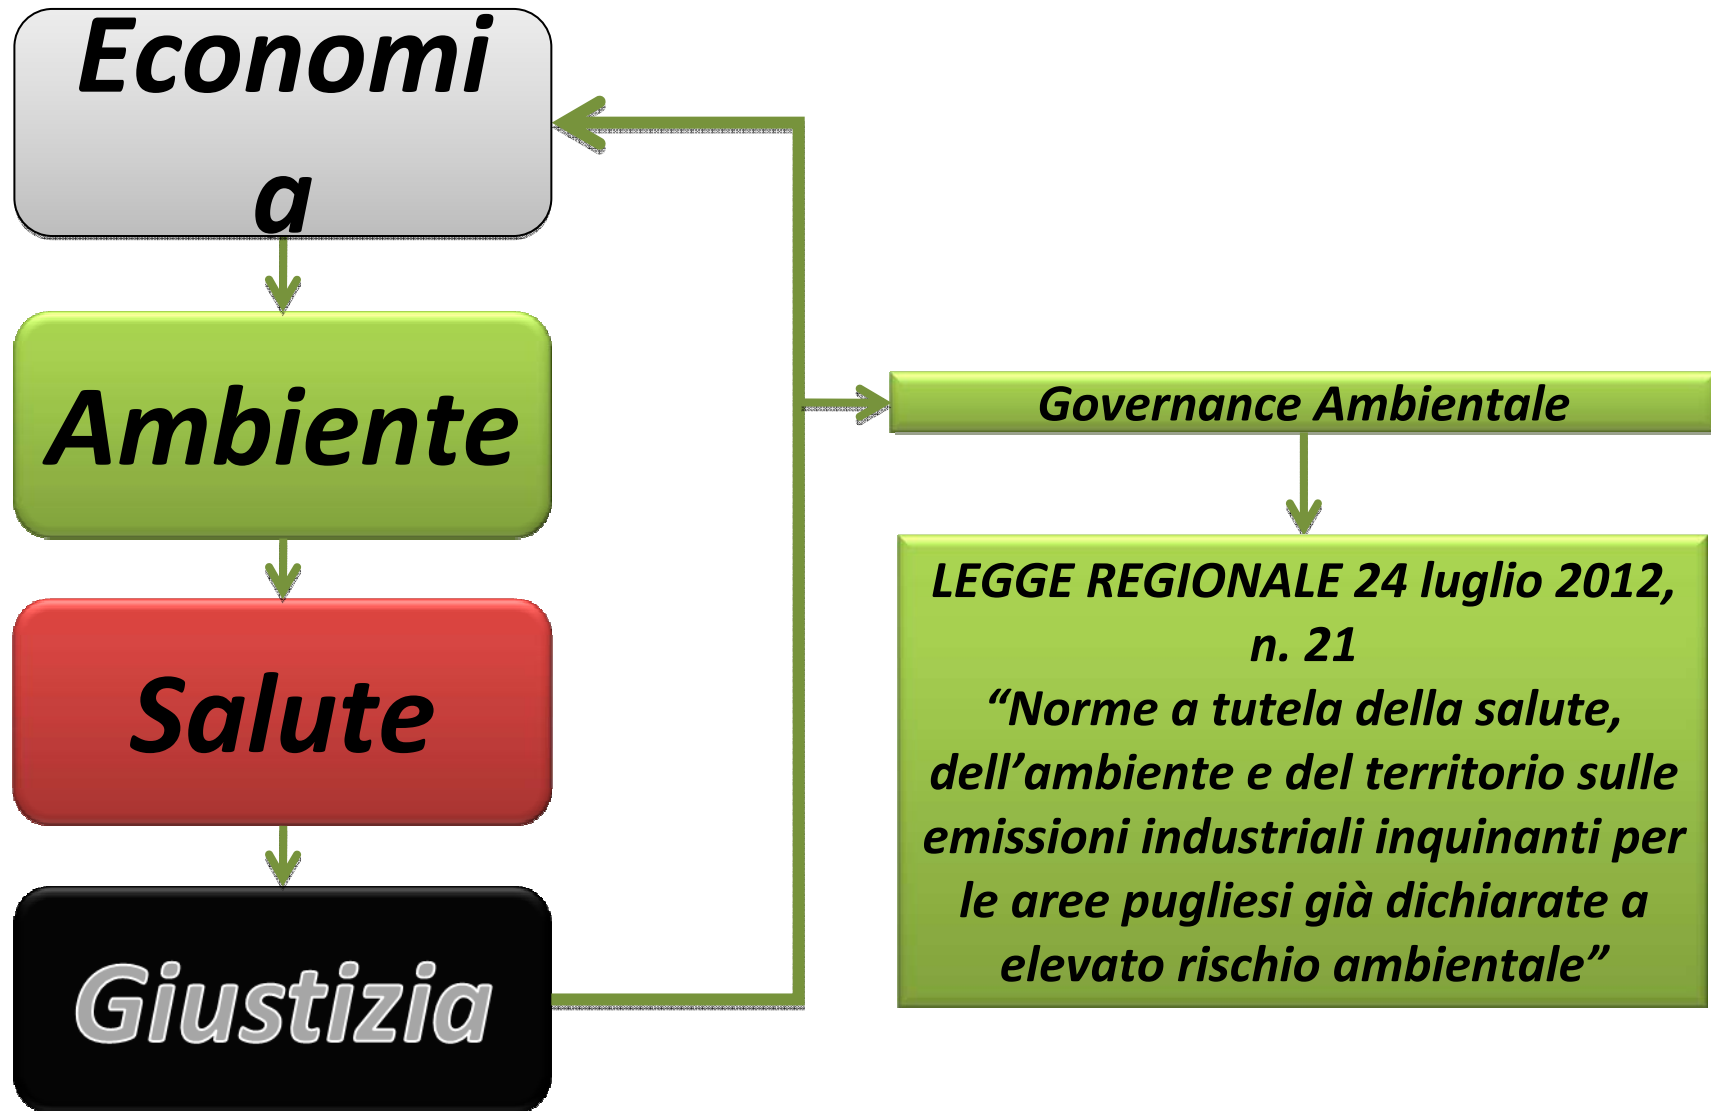 Economi
a
Ambiente
Salute
Giustizia
Governance Ambientale
LEGGE REGIONALE 24 luglio 2012,
n. 21
“Norme a tutela della salute,
dell’ambiente e del territorio sulle
emissioni industriali inquinanti per
le aree pugliesi già dichiarate a
elevato rischio ambientale”